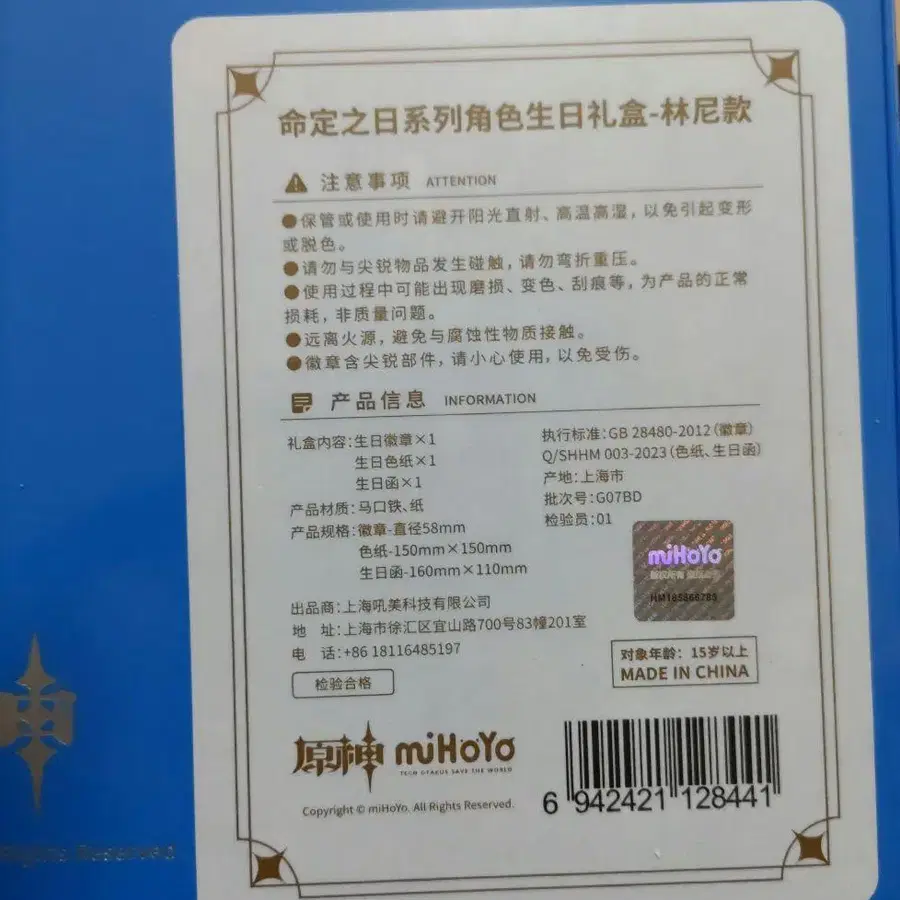 命定之日系列角色生日礼盒-林尼款
注意事项 ATTENTION
●保管或使用时请避开阳光直射、高温高湿，以免引起变形
或脱色。
●请勿与尖锐物品发生碰触，请勿弯折重压。
●使用过程中可能出现磨损、变色、刮痕等，为产品的正常
损耗，非质量问题。
●远离火源，避免与腐蚀性物质接触。
●徽章含尖锐部件，请小心使用，以免受伤。
产品信息 INFORMATION
礼盒内容：生日徽章×1
生日色纸×1
生日函×1
产品材质：马口铁、纸
产品规格：徽章-直径58mm
色纸-150mm×150mm
生日函-160mm×110mm
执行标准：GB 28480-2012（徽章）
Q/SHHM 003-2023（色纸、生日函）
产地：上海市
批次号：G07BD
检验员：01
miHoYo
出品商：上海吼美科技有限公司
地 址：上海市徐汇区宜山路700号83幢201室
电 话：+86 18116485197
检验合格
对象年龄：15岁以上
MADE IN CHINA
原神 miHoYo
TECH OTAKUS SAVE THE WORLD
Copyright © miHoYo. All Rights Reserved.
6 942421 128441
Rights Reserved